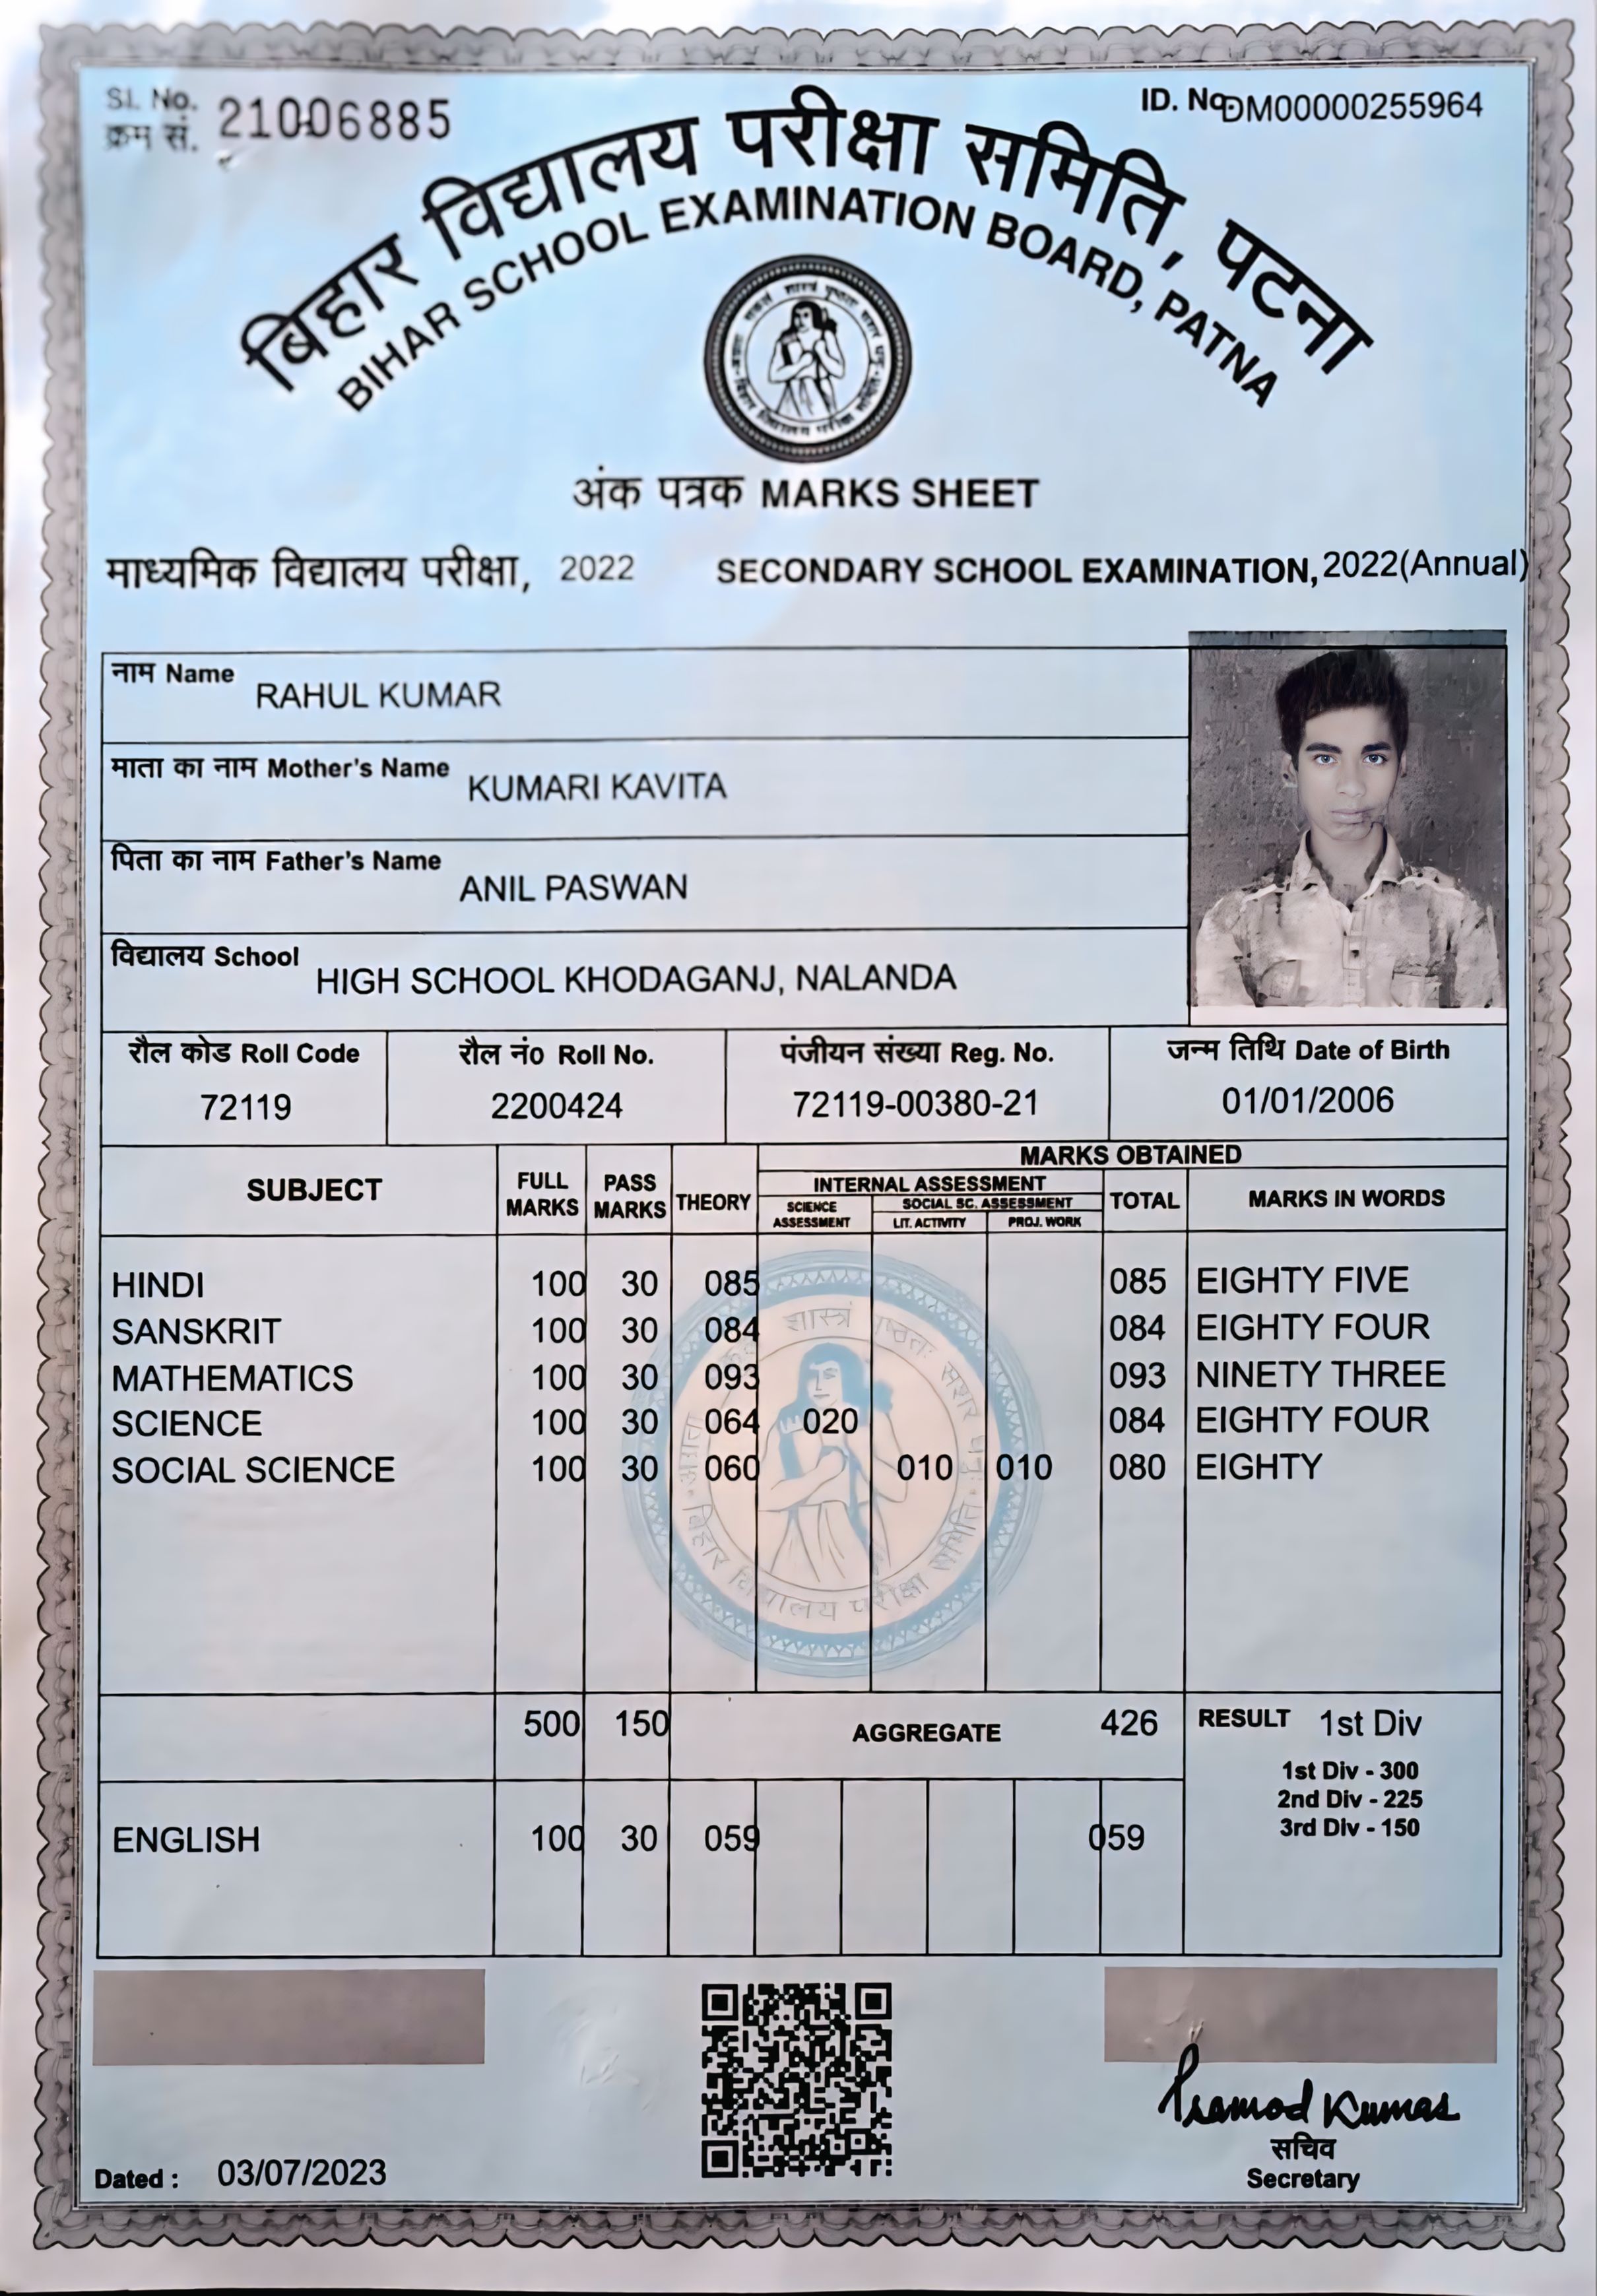 SL No. ID. No.
क्रम सं. 21006885 DM00000255964
बिहार विद्यालय परीक्षा समिति, पटना
BIHAR SCHOOL EXAMINATION BOARD, PATNA
अंक पत्रक MARKS SHEET
माध्यमिक विद्यालय परीक्षा, 2022 SECONDARY SCHOOL EXAMINATION, 2022(Annual)
नाम Name RAHUL KUMAR
माता का नाम Mother's Name KUMARI KAVITA
पिता का नाम Father's Name ANIL PASWAN
विद्यालय School HIGH SCHOOL KHODAGANJ, NALANDA
रौल कोड Roll Code रौल नं0 Roll No. पंजीयन संख्या Reg. No. जन्म तिथि Date of Birth
72119 2200424 72119-00380-21 01/01/2006
MARKS OBTAINED
SUBJECT FULL MARKS PASS MARKS THEORY INTERNAL ASSESSMENT TOTAL MARKS IN WORDS
SCIENCE ASSESSMENT SOCIAL SC. ASSESSMENT
LIT. ACTIVITY PROJ. WORK
HINDI 100 30 085 085 EIGHTY FIVE
SANSKRIT 100 30 084 084 EIGHTY FOUR
MATHEMATICS 100 30 093 093 NINETY THREE
SCIENCE 100 30 064 020 084 EIGHTY FOUR
SOCIAL SCIENCE 100 30 060 010 010 080 EIGHTY
बिहार विद्यालय परीक्षा समिति
500 150 AGGREGATE 426 RESULT 1st Div
1st Div - 300
2nd Div - 225
3rd Div - 150
ENGLISH 100 30 059 059
Pramod Kumar
सचिव
Dated : 03/07/2023 Secretary